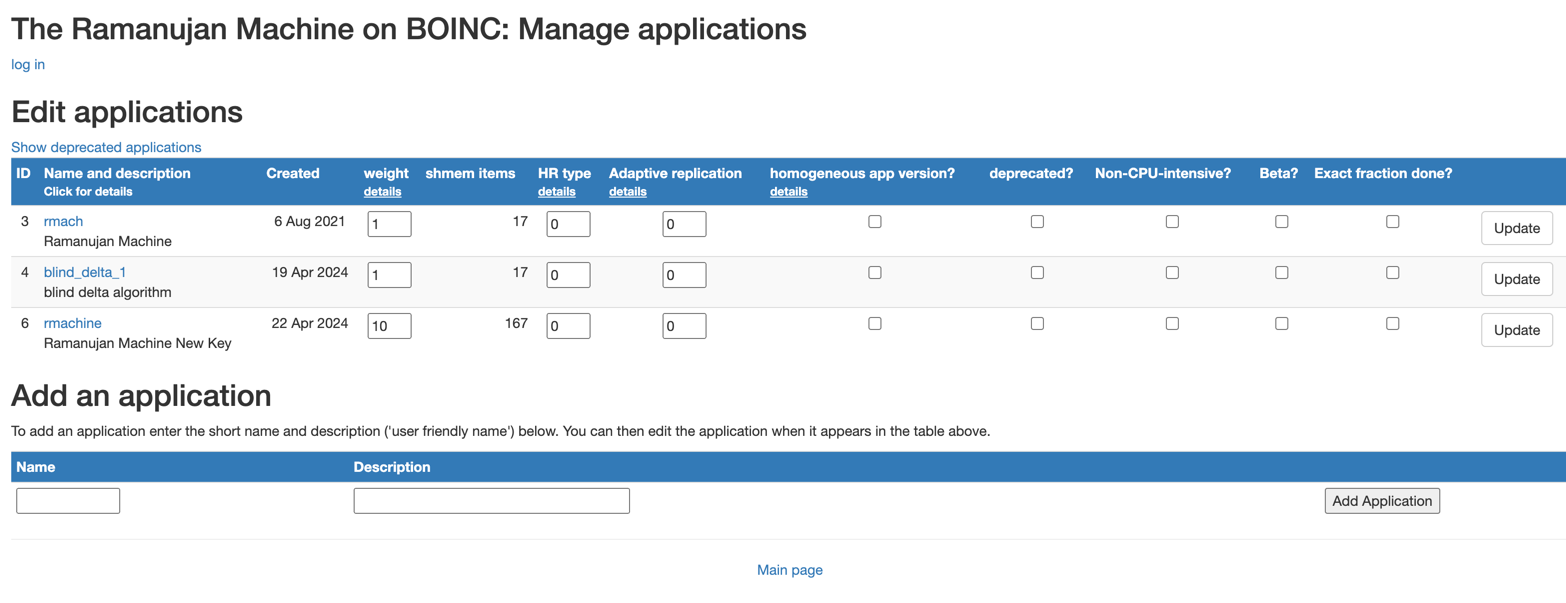 The Ramanujan Machine on BOINC: Manage applications
log in
Edit applications
Show deprecated applications
ID Name and description Created weight shmem items HR type Adaptive replication homogeneous app version? deprecated? Non-CPU-intensive? Beta? Exact fraction done?
Click for details details details details details
3 rmach 6 Aug 2021 1 17 0 0 Update
Ramanujan Machine
4 blind_delta_1 19 Apr 2024 1 17 0 0 Update
blind delta algorithm
6 rmachine 22 Apr 2024 10 167 0 0 Update
Ramanujan Machine New Key
Add an application
To add an application enter the short name and description ('user friendly name') below. You can then edit the application when it appears in the table above.
Name Description
Add Application
Main page